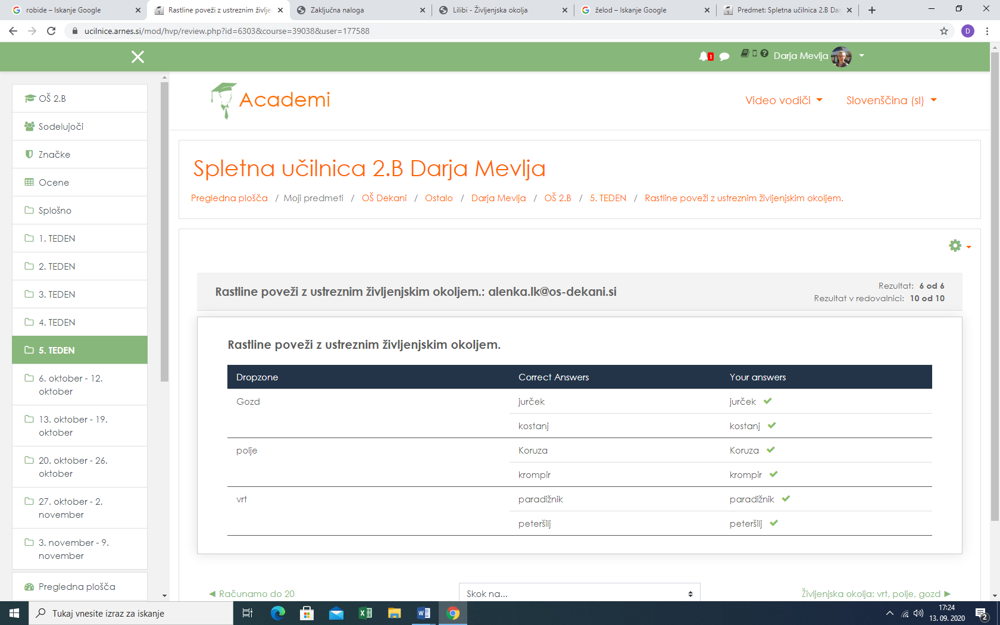 robide – Iskanje Google
Rastline poveži z ustreznim življe
Zaključna naloga
Lilibi - Življenjska okolja
želod – Iskanje Google
Predmet: Spletna učilnica 2.B Dar
ucilnice.arnes.si/mod/hvp/review.php?id=6303&course=39038&user=177588
D
1
Darja Mevlja
Academi
Video vodiči
Slovenščina (sl)
OŠ 2.B
Sodelujoči
Značke
Ocene
Splošno
1. TEDEN
2. TEDEN
3. TEDEN
4. TEDEN
5. TEDEN
6. oktober - 12.
oktober
13. oktober - 19.
oktober
20. oktober - 26.
oktober
27. oktober - 2.
november
3. november - 9.
november
Pregledna plošča
Spletna učilnica 2.B Darja Mevlja
Pregledna plošča / Moji predmeti / OŠ Dekani / Ostalo / Darja Mevlja / OŠ 2.B / 5. TEDEN / Rastline poveži z ustreznim življenjskim okoljem.
Rastline poveži z ustreznim življenjskim okoljem.: alenka.lk@os-dekani.si
Rezultat: 6 od 6
Rezultat v redovalnici: 10 od 10
Rastline poveži z ustreznim življenjskim okoljem.
Dropzone Correct Answers Your answers
Gozd jurček jurček
kostanj kostanj
polje Koruza Koruza
krompir krompir
vrt paradižnik paradižnik
peteršilj peteršilj
◄ Računamo do 20
Skok na...
Življenjska okolja: vrt, polje, gozd ►
Tukaj vnesite izraz za iskanje
17:24
13. 09. 2020
2